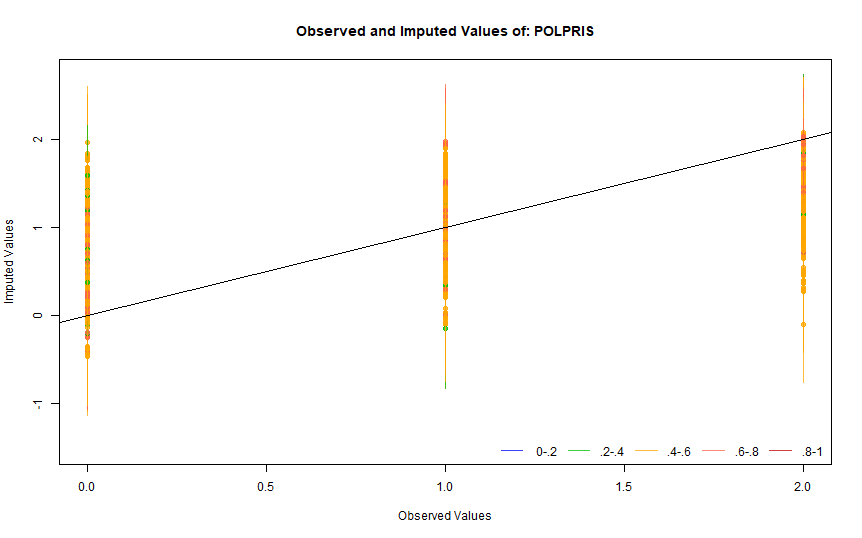 Observed and Imputed Values of: POLPRIS
Imputed Values
2
1
0
-1
0-.2 .2-.4 .4-.6 .6-.8 .8-1
0.0 0.5 1.0 1.5 2.0
Observed Values